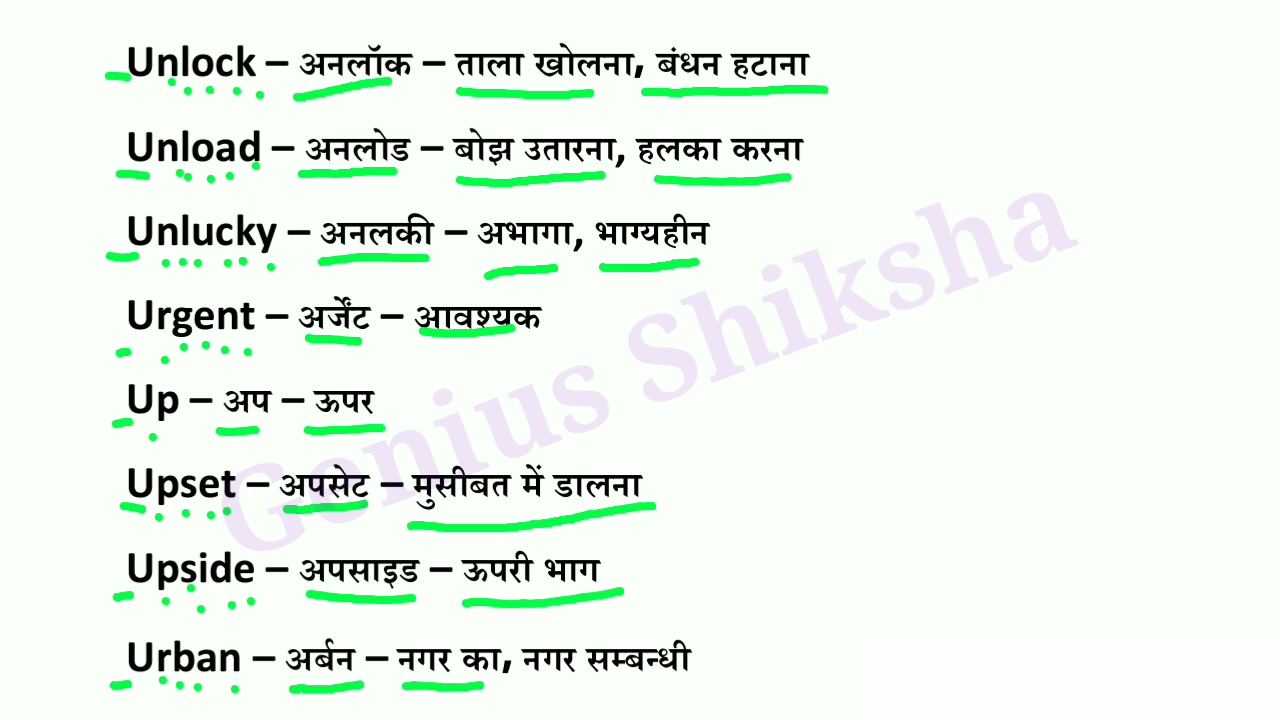 Unlock – अनलॉक – ताला खोलना, बंधन हटाना
Unload – अनलोड – बोझ उतारना, हलका करना
Unlucky – अनलकी – अभागा, भाग्यहीन
Urgent – अर्जेंट – आवश्यक
Up – अप – ऊपर
Upset – अपसेट – मुसीबत में डालना
Upside – अपसाइड – ऊपरी भाग
Urban – अर्बन – नगर का, नगर सम्बन्धी
Genius Shiksha